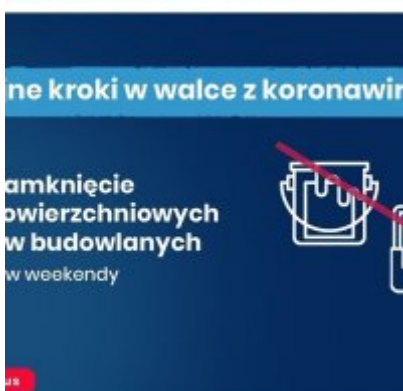 ne kroki w walce z koronawir
amknięcie
owierzchniowych
w budowlanych
w weekendy
us